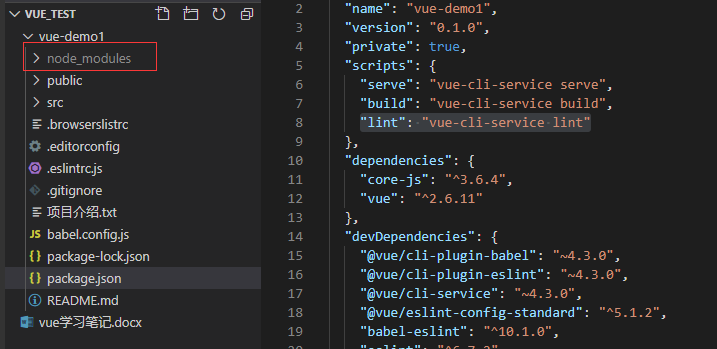 VUE_TEST
vue-demo1
node_modules
public
src
.browserslistrc
.editorconfig
.eslintrc.js
.gitignore
项目介绍.txt
JS babel.config.js
{} package-lock.json
{} package.json
README.md
vue学习笔记.docx
2 "name": "vue-demo1",
3 "version": "0.1.0",
4 "private": true,
5 "scripts": {
6 "serve": "vue-cli-service serve",
7 "build": "vue-cli-service build",
8 "lint": "vue-cli-service lint"
9 },
10 "dependencies": {
11 "core-js": "^3.6.4",
12 "vue": "^2.6.11"
13 },
14 "devDependencies": {
15 "@vue/cli-plugin-babel": "~4.3.0",
16 "@vue/cli-plugin-eslint": "~4.3.0",
17 "@vue/cli-service": "~4.3.0",
18 "@vue/eslint-config-standard": "^5.1.2",
19 "babel-eslint": "^10.1.0",